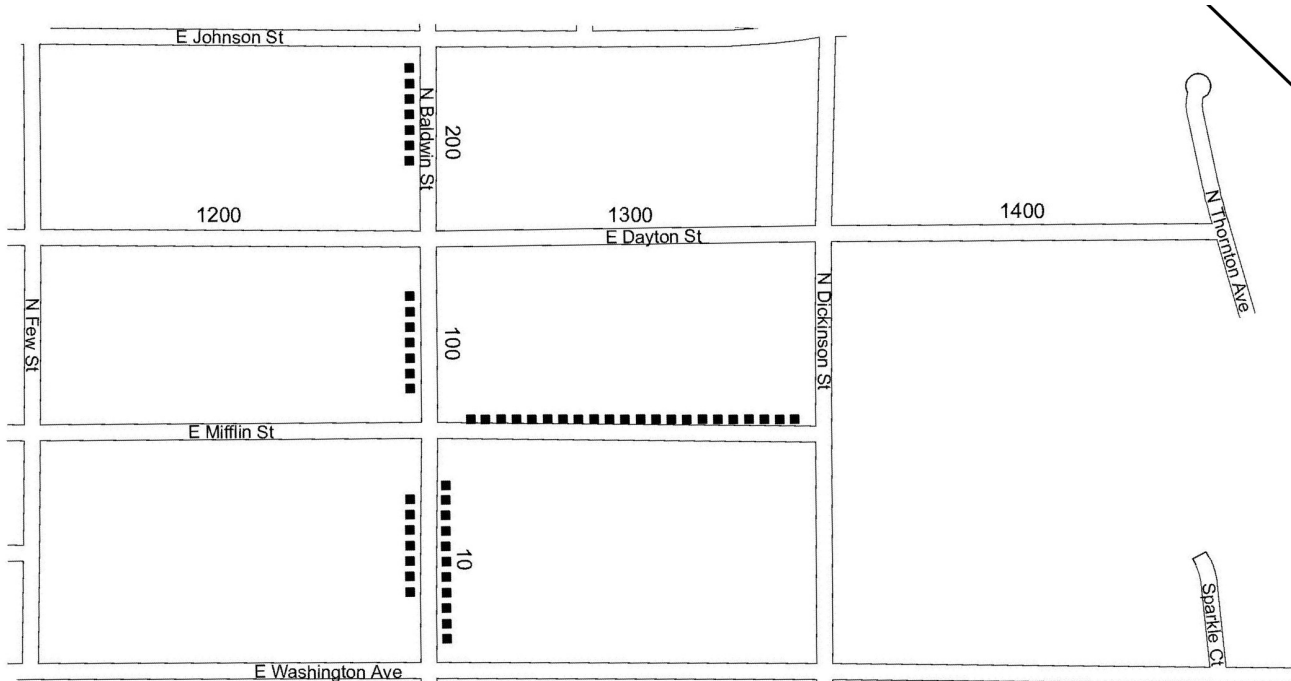 E Johnson St
N Baldwin St
200
1200
1300
1400
E Dayton St
N Thornton Ave
N Few St
100
N Dickinson St
E Mifflin St
10
Sparkle Ct
E Washington Ave